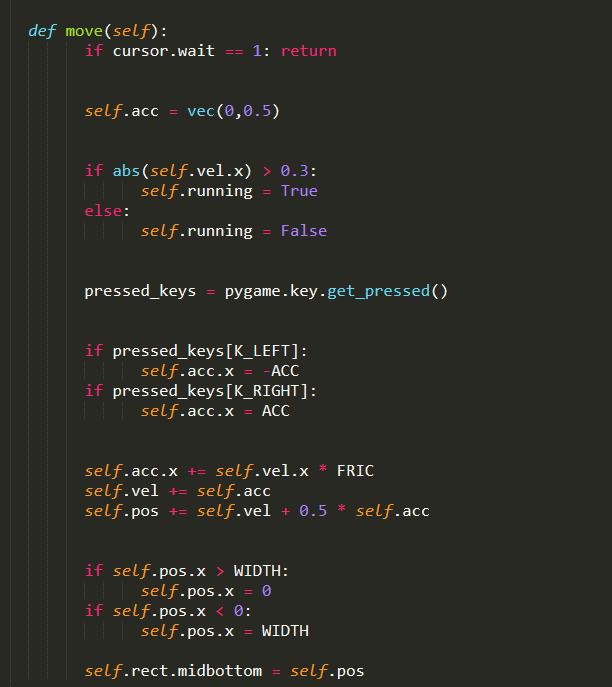 def move(self):
if cursor.wait == 1: return
self.acc = vec(0,0.5)
if abs(self.vel.x) > 0.3:
self.running = True
else:
self.running = False
pressed_keys = pygame.key.get_pressed()
if pressed_keys[K_LEFT]:
self.acc.x = -ACC
if pressed_keys[K_RIGHT]:
self.acc.x = ACC
self.acc.x += self.vel.x * FRIC
self.vel += self.acc
self.pos += self.vel + 0.5 * self.acc
if self.pos.x > WIDTH:
self.pos.x = 0
if self.pos.x < 0:
self.pos.x = WIDTH
self.rect.midbottom = self.pos